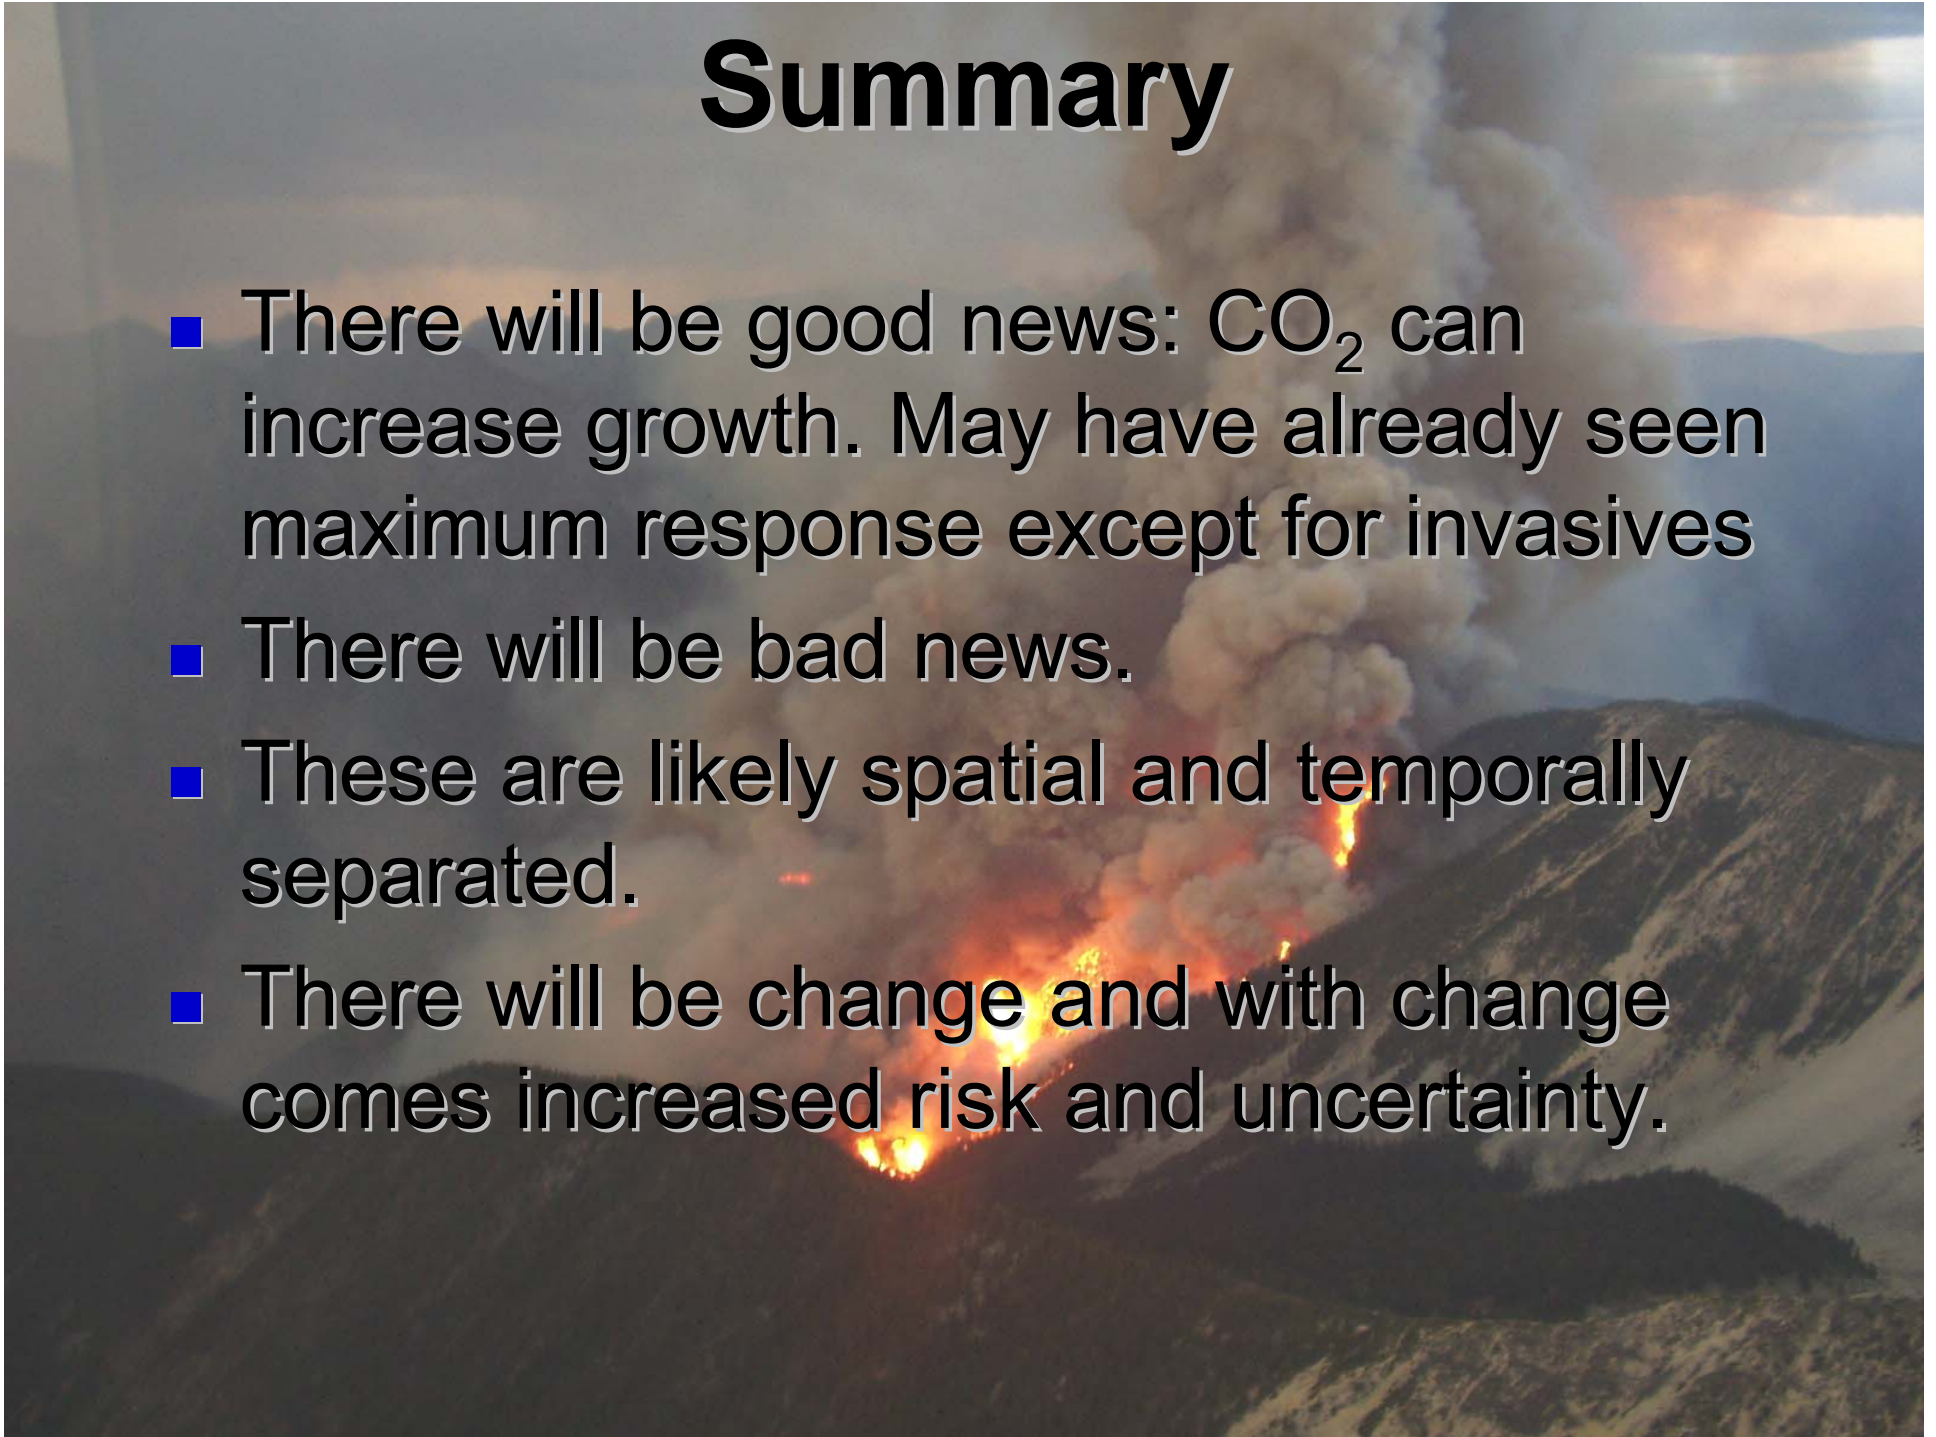 Summary
■ There will be good news: CO₂ can
increase growth. May have already seen
maximum response except for invasives
■ There will be bad news.
■ These are likely spatial and temporally
separated.
■ There will be change and with change
comes increased risk and uncertainty.